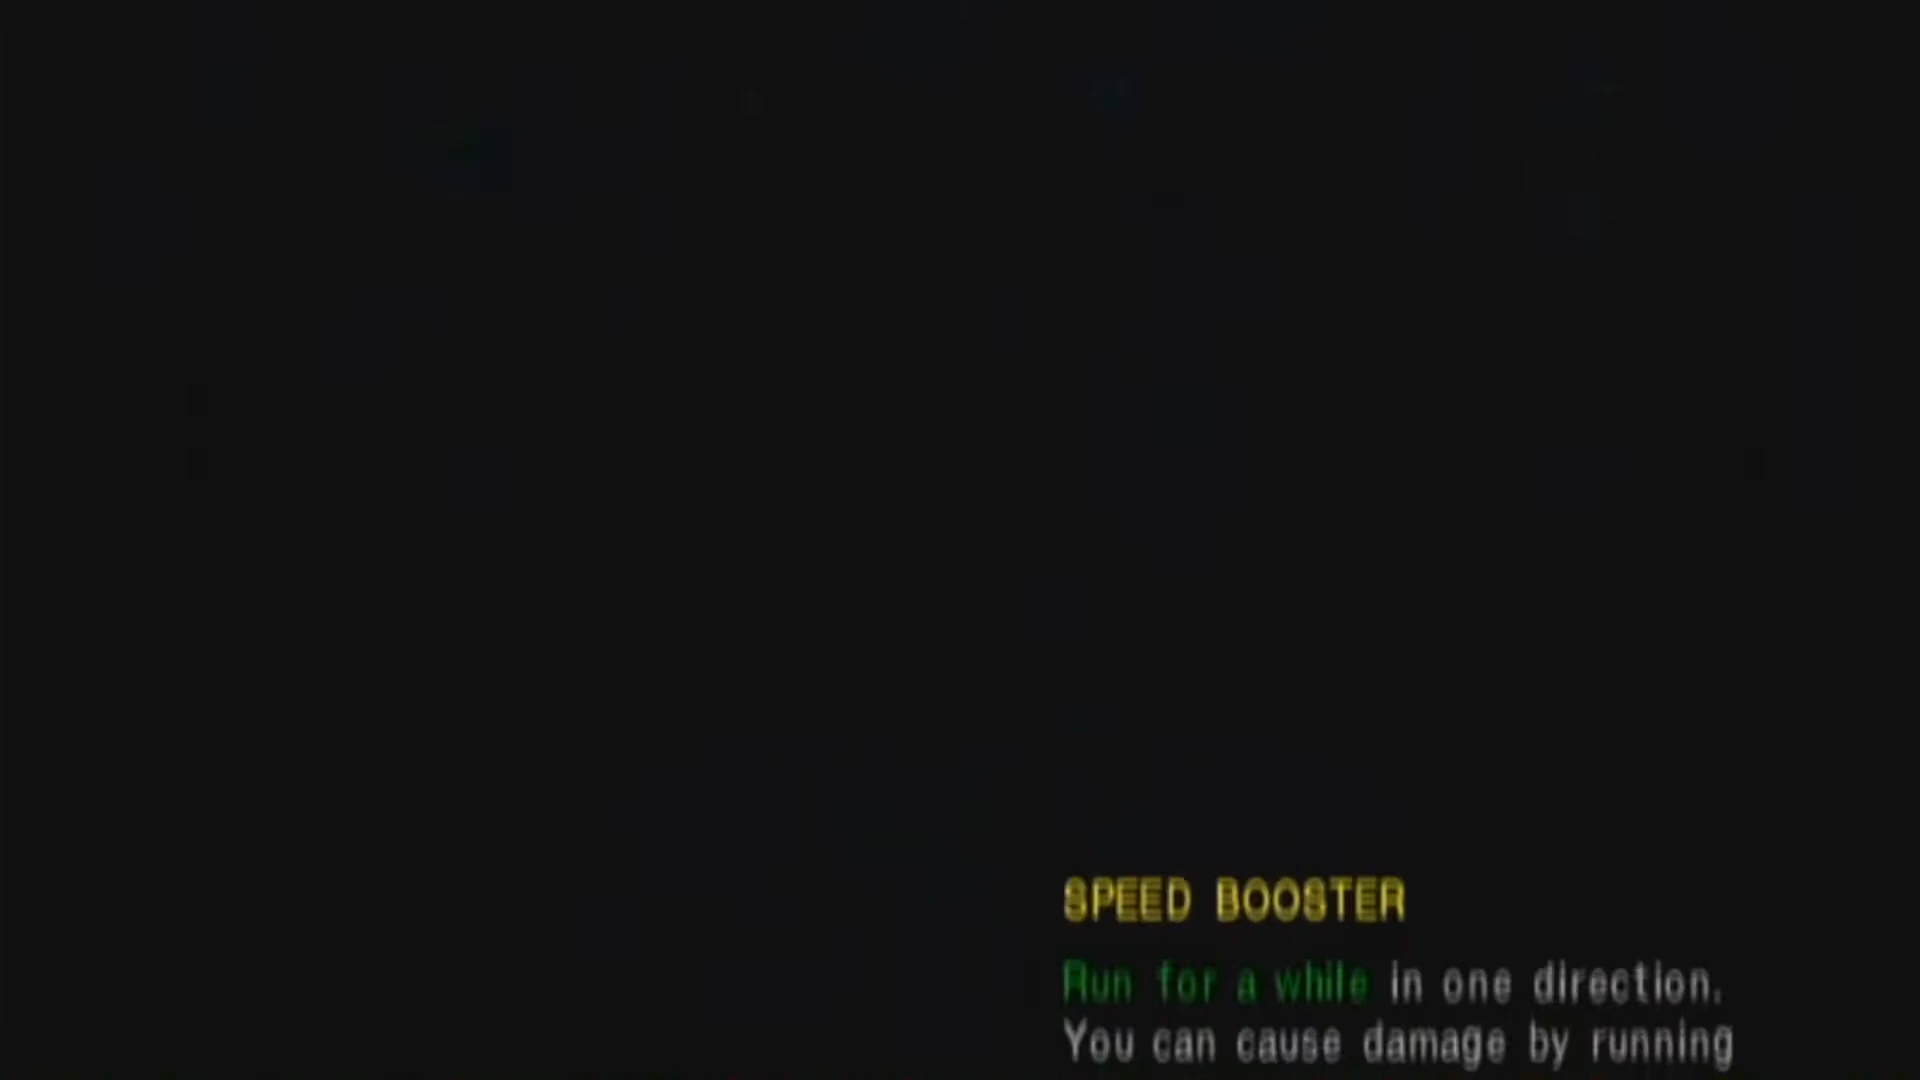 SPEED BOOSTER
Run for a while in one direction.
You can cause damage by running